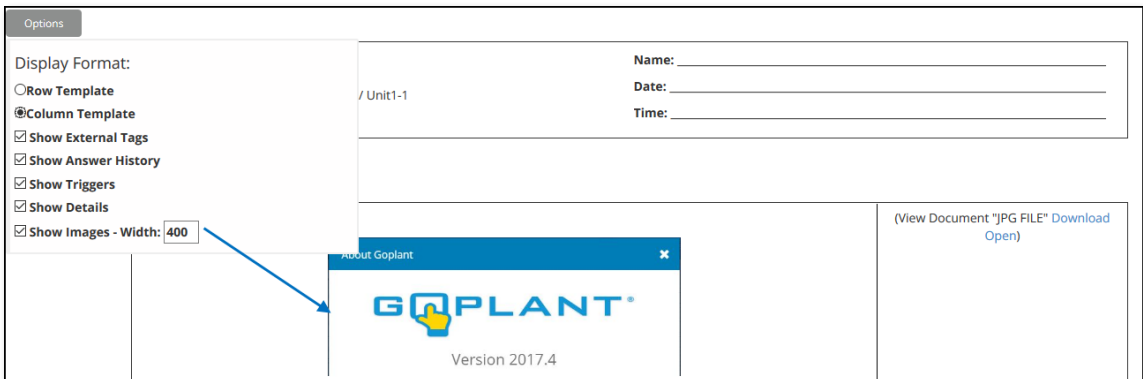 Options
Display Format:
Row Template
Column Template
Show External Tags
Show Answer History
Show Triggers
Show Details
Show Images - Width: 400
/ Unit1-1
Name:
Date:
Time:
(View Document "JPG FILE" Download
Open)
About Goplant
GOPLANT®
Version 2017.4